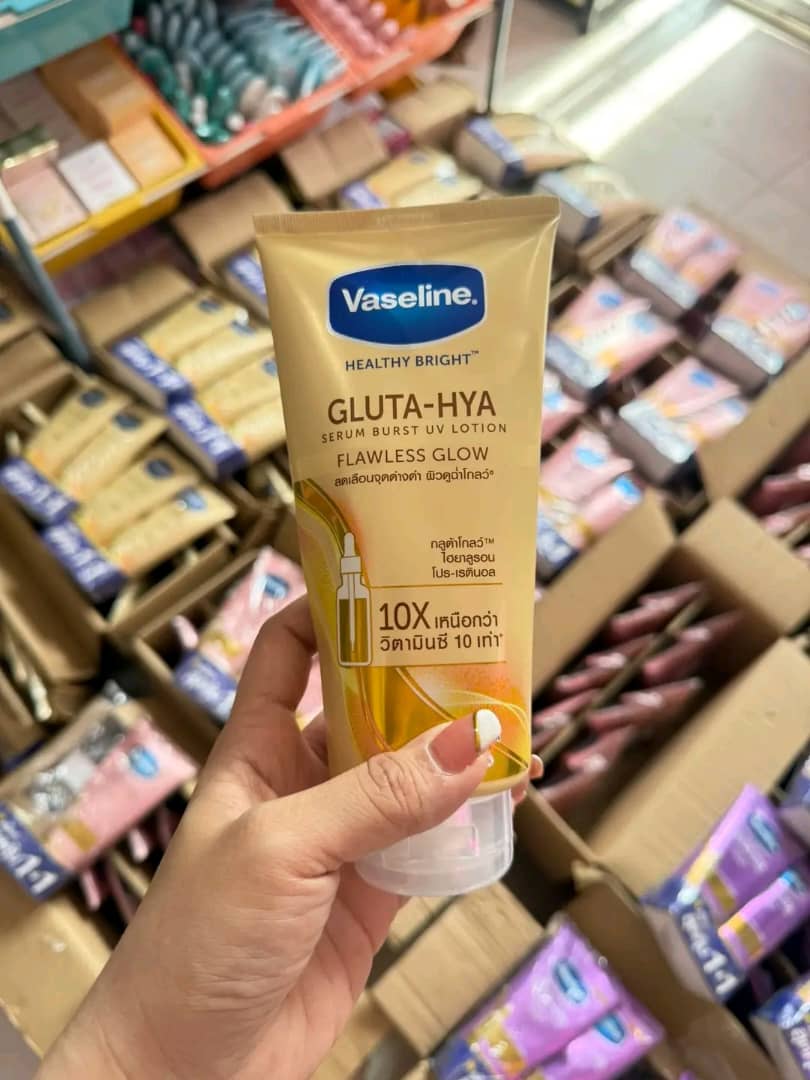 Vaseline.
HEALTHY BRIGHT™
GLUTA-HYA
SERUM BURST UV LOTION
FLAWLESS GLOW
ลดเลือนจุดด่างดำ ผิวดูฉ่ำโกลว์
กลูต้าโกลว์™
ไฮยาลูรอน
โปร-เรตินอล
10X เหนือกว่า
วิตามินซี 10 เท่า*
1+1
1+1